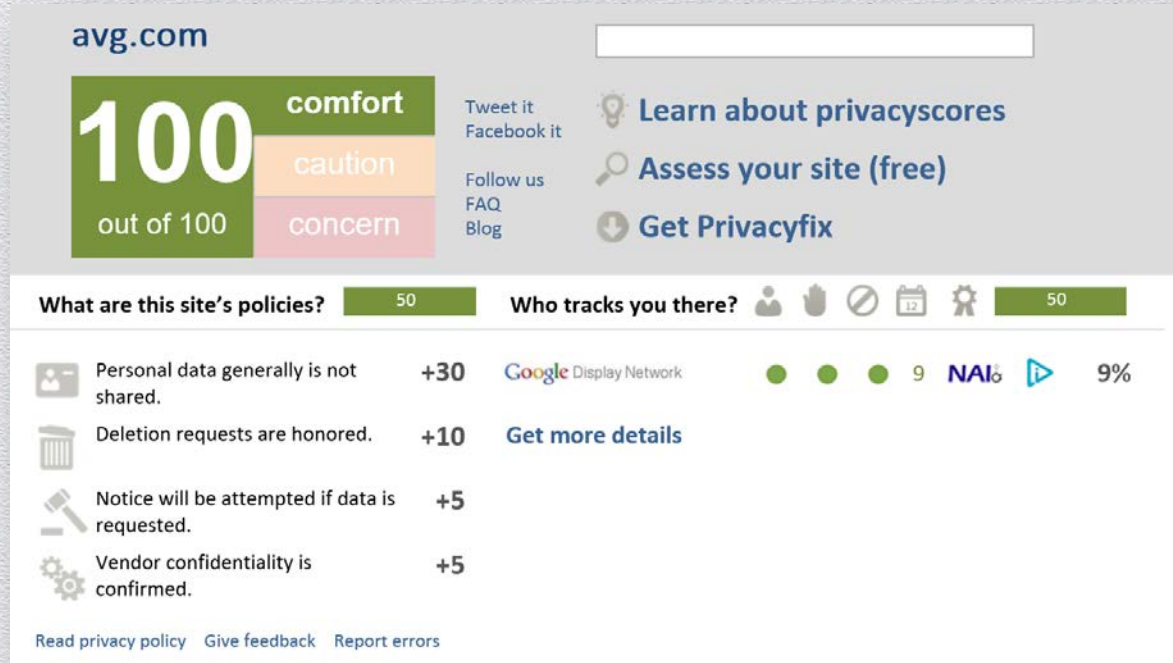 avg.com
100
out of 100
comfort
caution
concern
Tweet it
Facebook it
Follow us
FAQ
Blog
Learn about privacyscores
Assess your site (free)
Get Privacyfix
What are this site's policies? 50
Personal data generally is not +30
shared.
Deletion requests are honored. +10
Notice will be attempted if data is +5
requested.
Vendor confidentiality is +5
confirmed.
Read privacy policy Give feedback Report errors
Who tracks you there? 12 50
Google Display Network 9 NAI i 9%
Get more details